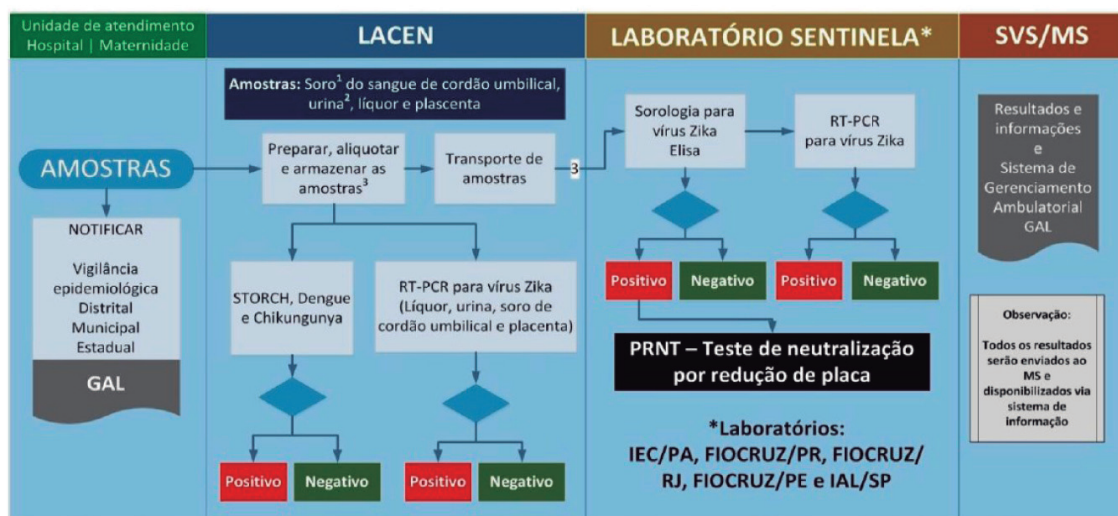 Unidade de atendimento
Hospital | Maternidade
LACEN
LABORATÓRIO SENTINELA*
SVS/MS
Amostras: Soro¹ do sangue de cordão umbilical,
urina², líquor e plascenta
AMOSTRAS
NOTIFICAR
Vigilância
epidemiológica
Distrital
Municipal
Estadual
GAL
Preparar, aliquotar
e armazenar as
amostras³
Transporte de
amostras
3
STORCH, Dengue
e Chikungunya
RT-PCR para vírus Zika
(Líquor, urina, soro de
cordão umbilical e placenta)
Positivo
Negativo
Positivo
Negativo
Sorologia para
vírus Zika
Elisa
RT-PCR
para vírus Zika
Positivo
Negativo
Positivo
Negativo
PRNT – Teste de neutralização
por redução de placa
*Laboratórios:
IEC/PA, FIOCRUZ/PR, FIOCRUZ/
RJ, FIOCRUZ/PE e IAL/SP
Resultados e
informações
e
Sistema de
Gerenciamento
Ambulatorial
GAL
Observação:
Todos os resultados
serão enviados ao
MS e
disponibilizados via
sistema de
informação